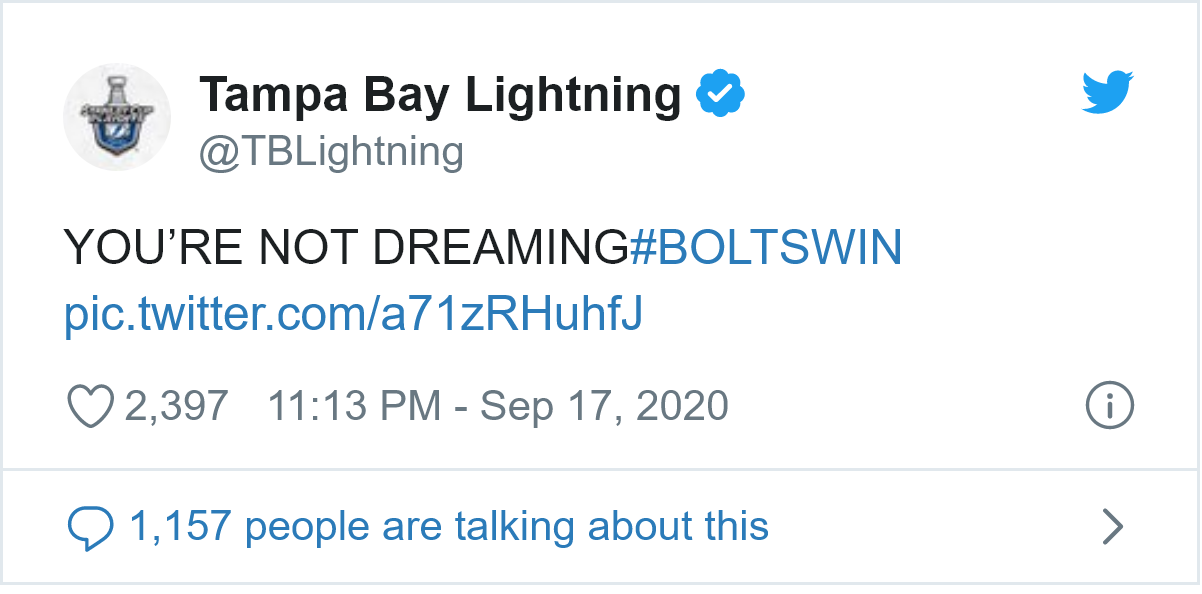 Tampa Bay Lightning
@TBLightning
YOU’RE NOT DREAMING#BOLTSWIN
pic.twitter.com/a71zRHuhfJ
2,397 11:13 PM - Sep 17, 2020
1,157 people are talking about this